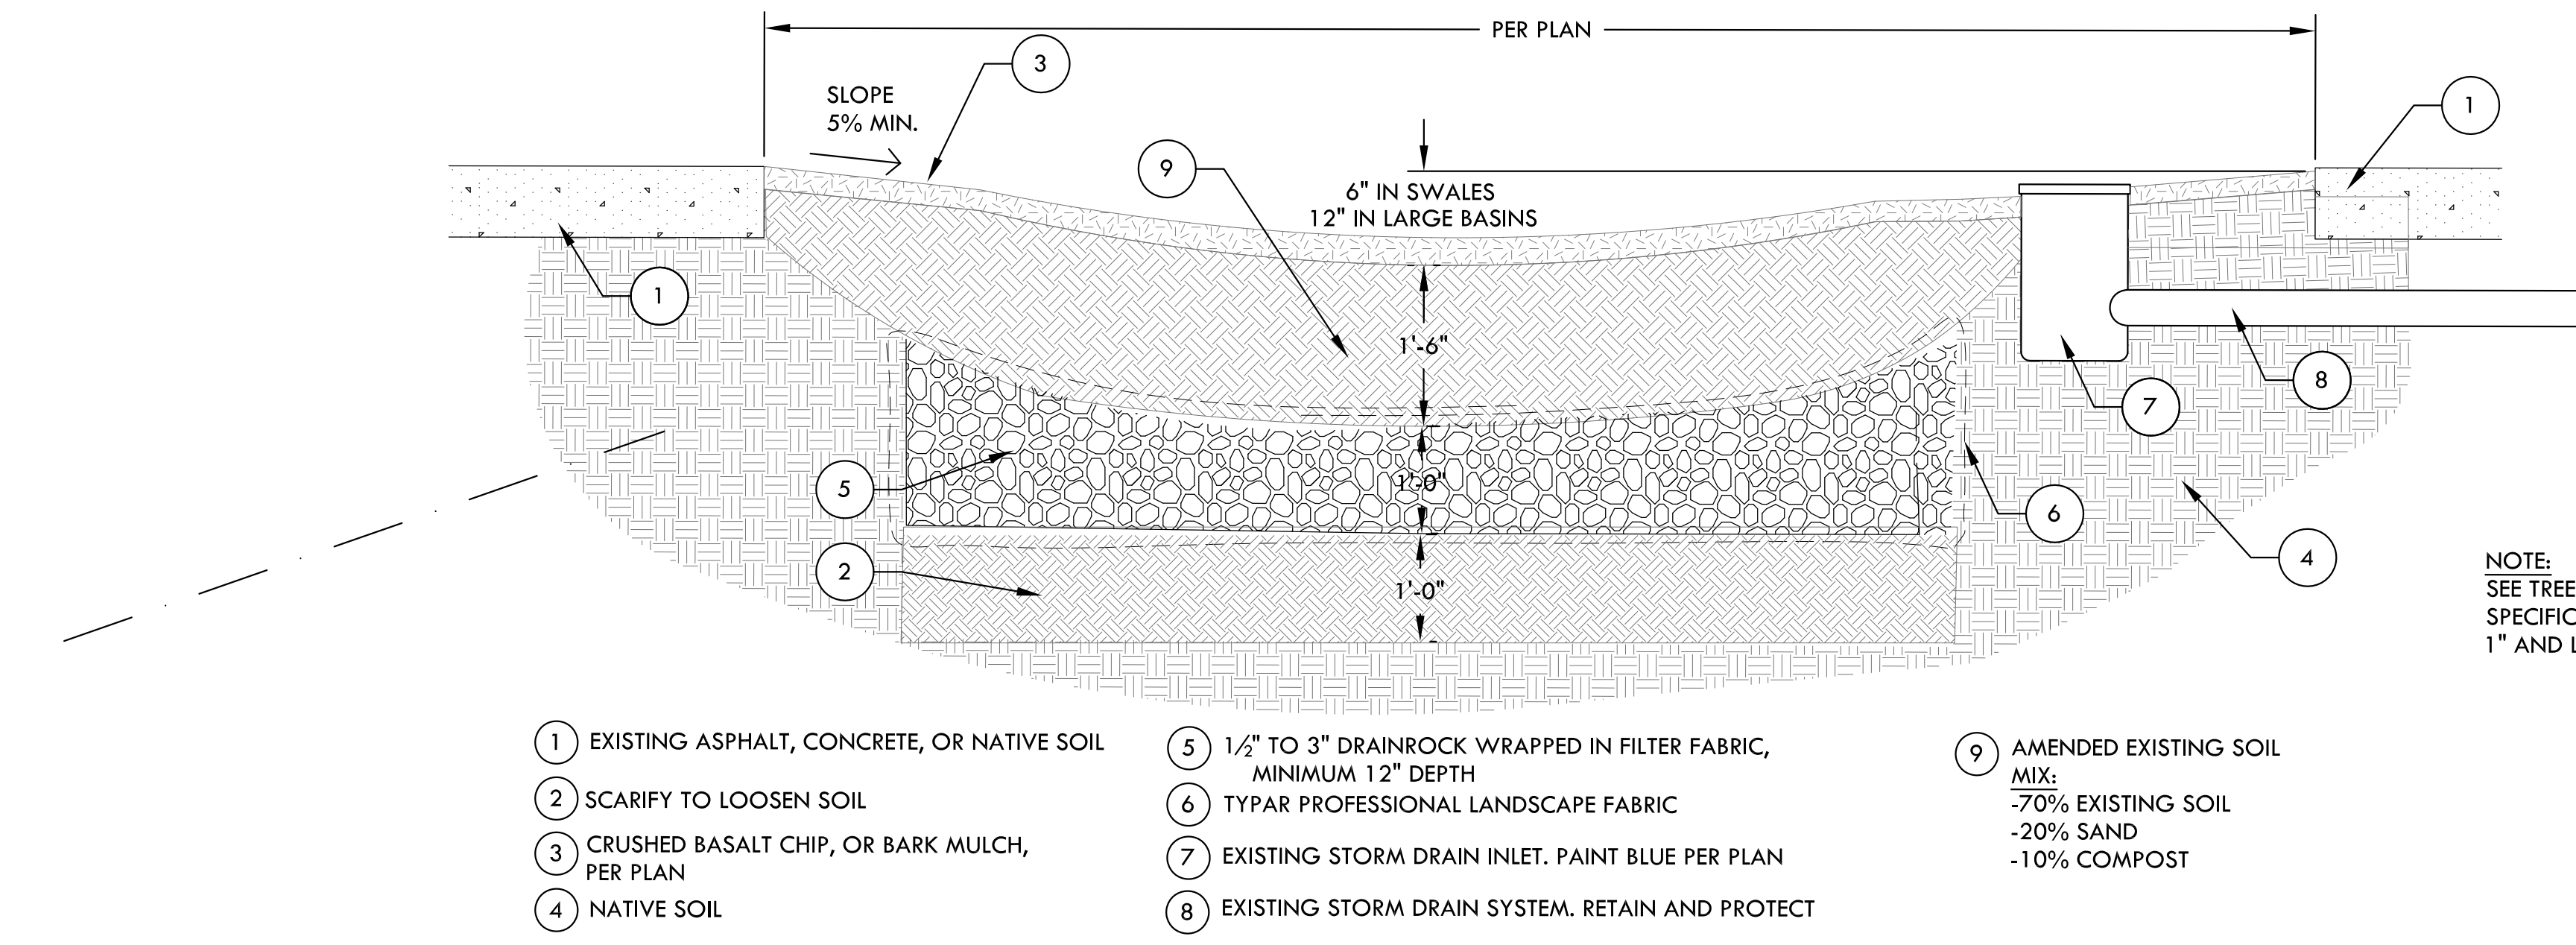 PER PLAN
3
SLOPE
5% MIN.
1
9
6" IN SWALES
12" IN LARGE BASINS
1
1'-6"
8
7
5
1'-0"
6
2
4
1'-0"
NOTE:
SEE TREE
SPECIFIC
1" AND L
1 EXISTING ASPHALT, CONCRETE, OR NATIVE SOIL
2 SCARIFY TO LOOSEN SOIL
3 CRUSHED BASALT CHIP, OR BARK MULCH,
PER PLAN
4 NATIVE SOIL
5 1½" TO 3" DRAINROCK WRAPPED IN FILTER FABRIC,
MINIMUM 12" DEPTH
6 TYPAR PROFESSIONAL LANDSCAPE FABRIC
7 EXISTING STORM DRAIN INLET. PAINT BLUE PER PLAN
8 EXISTING STORM DRAIN SYSTEM. RETAIN AND PROTECT
9 AMENDED EXISTING SOIL
MIX:
-70% EXISTING SOIL
-20% SAND
-10% COMPOST